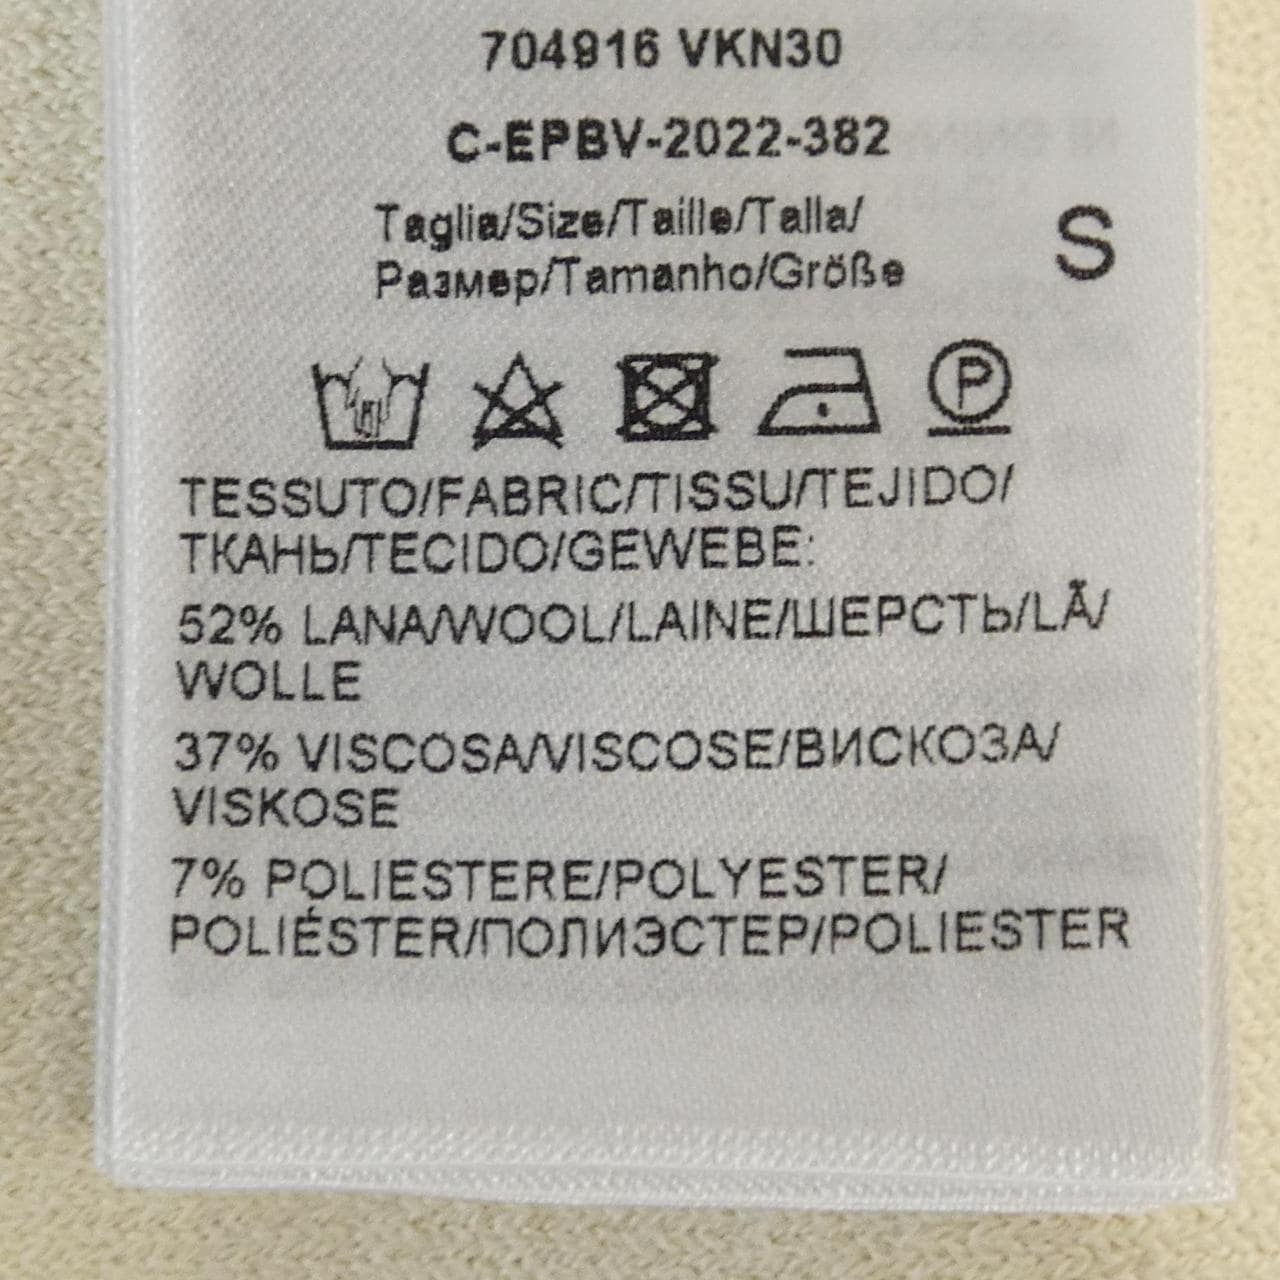 704916 VKN30
C-EPBV-2022-382
Taglia/Size/Taille/Talla/
Размер/Tamanho/Größe
S
P
TESSUTO/FABRIC/TISSU/TEJIDO/
ТКАНЬ/TECIDO/GEWEBE:
52% LANA/WOOL/LAINE/ШЕРСТЬ/LÃ/
WOLLE
37% VISCOSA/VISCOSE/ВИСКОЗА/
VISKOSE
7% POLIESTERE/POLYESTER/
POLIÉSTER/ПОЛИЭСТЕР/POLIESTER